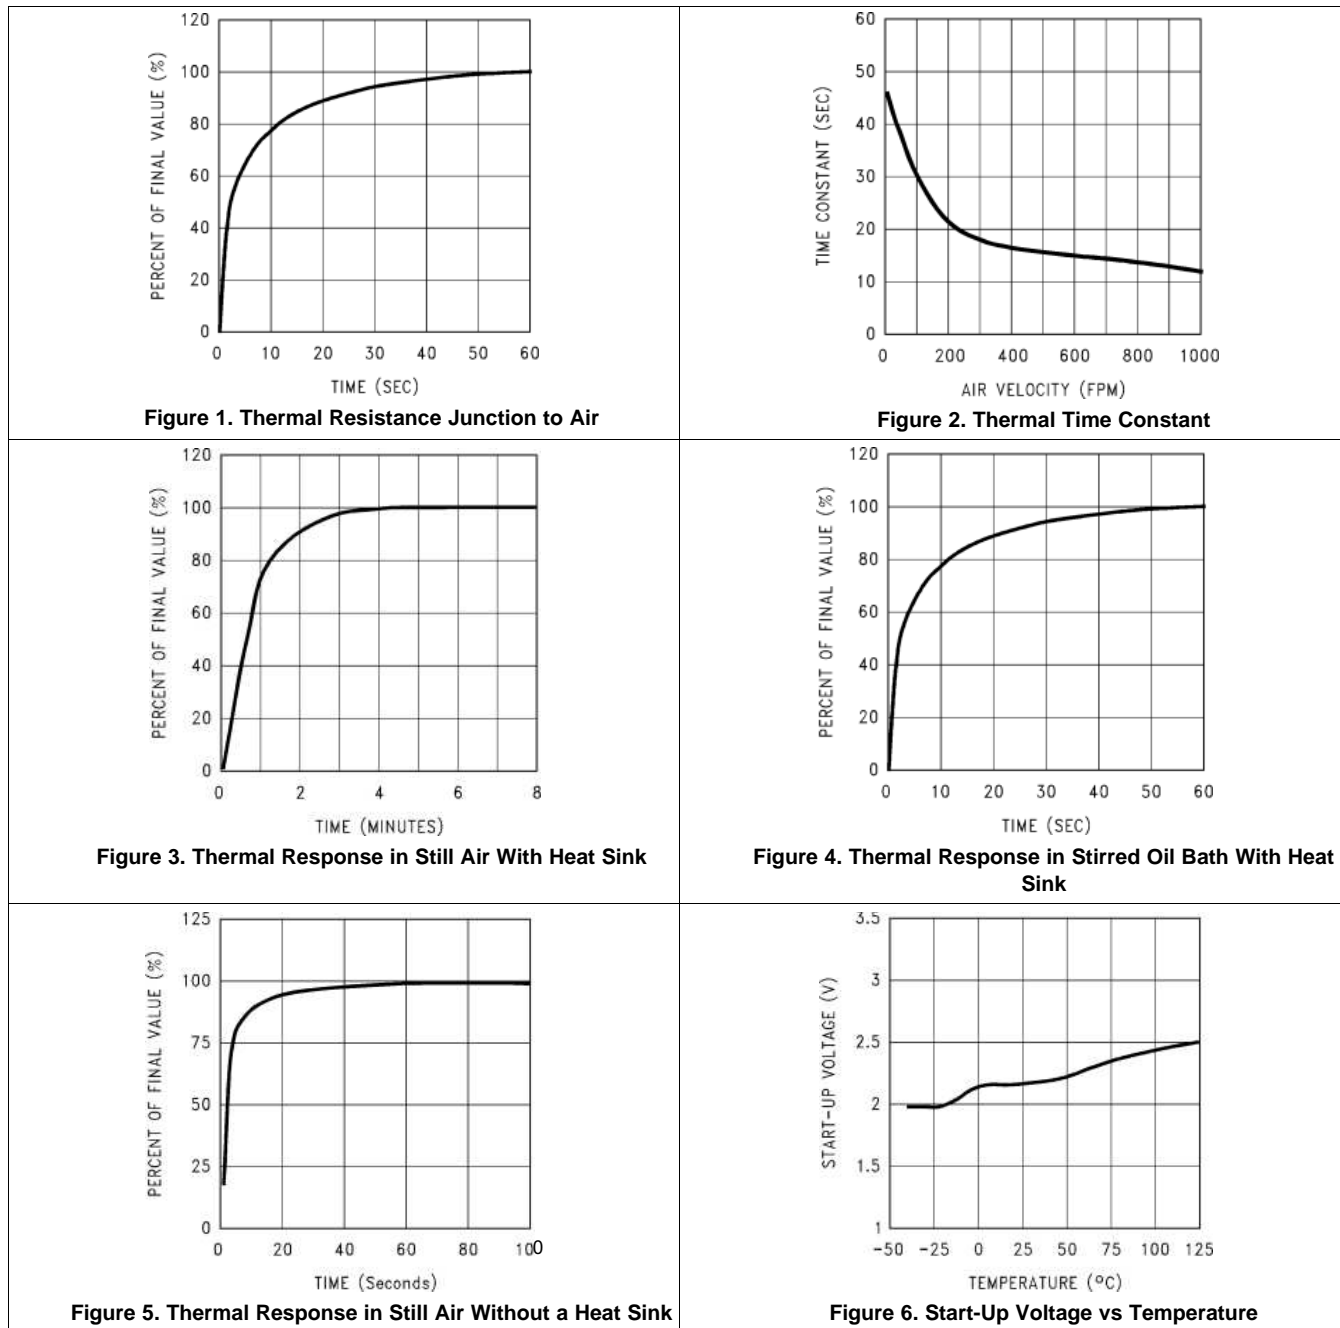 120
100
80
60
40
20
0
PERCENT OF FINAL VALUE (%)
0 10 20 30 40 50 60
TIME (SEC)
Figure 1. Thermal Resistance Junction to Air
60
50
40
30
20
10
0
TIME CONSTANT (SEC)
0 200 400 600 800 1000
AIR VELOCITY (FPM)
Figure 2. Thermal Time Constant
120
100
80
60
40
20
0
PERCENT OF FINAL VALUE (%)
0 2 4 6 8
TIME (MINUTES)
Figure 3. Thermal Response in Still Air With Heat Sink
120
100
80
60
40
20
0
PERCENT OF FINAL VALUE (%)
0 10 20 30 40 50 60
TIME (SEC)
Figure 4. Thermal Response in Stirred Oil Bath With Heat
Sink
125
100
75
50
25
0
PERCENT OF FINAL VALUE (%)
0 20 40 60 80 100
TIME (Seconds)
Figure 5. Thermal Response in Still Air Without a Heat Sink
3.5
3
2.5
2
1.5
1
START-UP VOLTAGE (V)
-50 -25 0 25 50 75 100 125
TEMPERATURE (ºC)
Figure 6. Start-Up Voltage vs Temperature